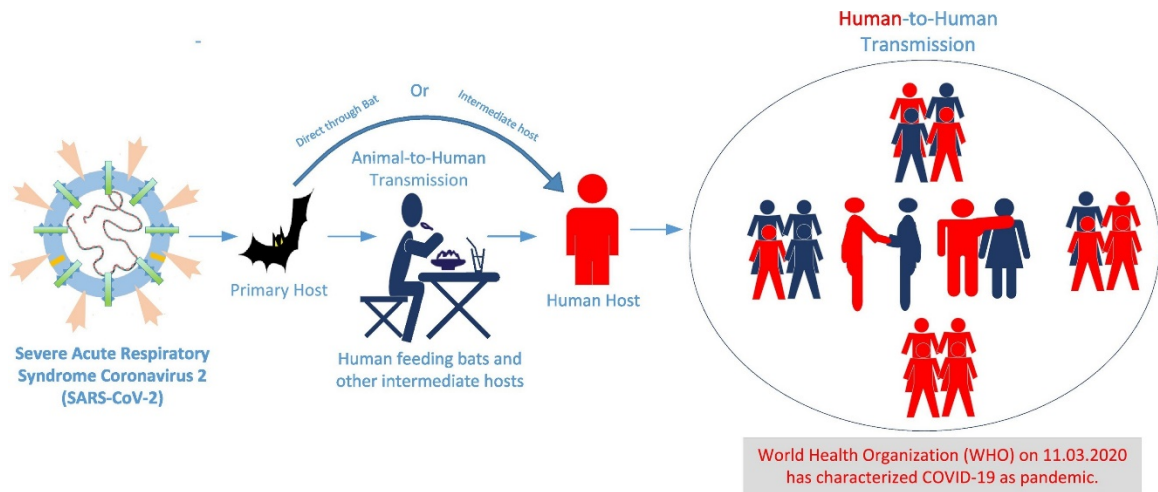 Human-to-Human
Transmission
Or
Direct through Bat
Intermediate host
Animal-to-Human
Transmission
Primary Host
Human Host
Severe Acute Respiratory
Syndrome Coronavirus 2
(SARS-CoV-2)
Human feeding bats and
other intermediate hosts
World Health Organization (WHO) on 11.03.2020
has characterized COVID-19 as pandemic.